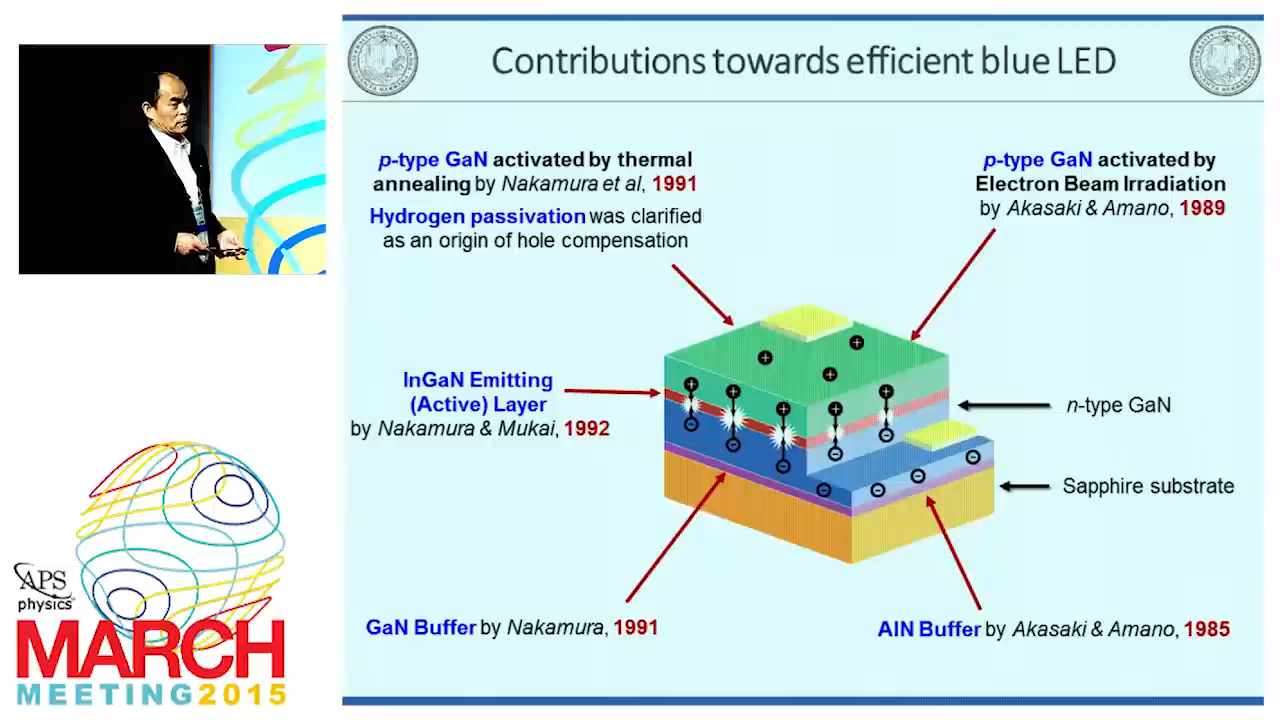 Contributions towards efficient blue LED
p-type GaN activated by thermal
annealing by Nakamura et al, 1991
Hydrogen passivation was clarified
as an origin of hole compensation
p-type GaN activated by
Electron Beam Irradiation
by Akasaki & Amano, 1989
InGaN Emitting
(Active) Layer
by Nakamura & Mukai, 1992
n-type GaN
Sapphire substrate
GaN Buffer by Nakamura, 1991
AlN Buffer by Akasaki & Amano, 1985
APS
physics
MARCH
MEETING2015